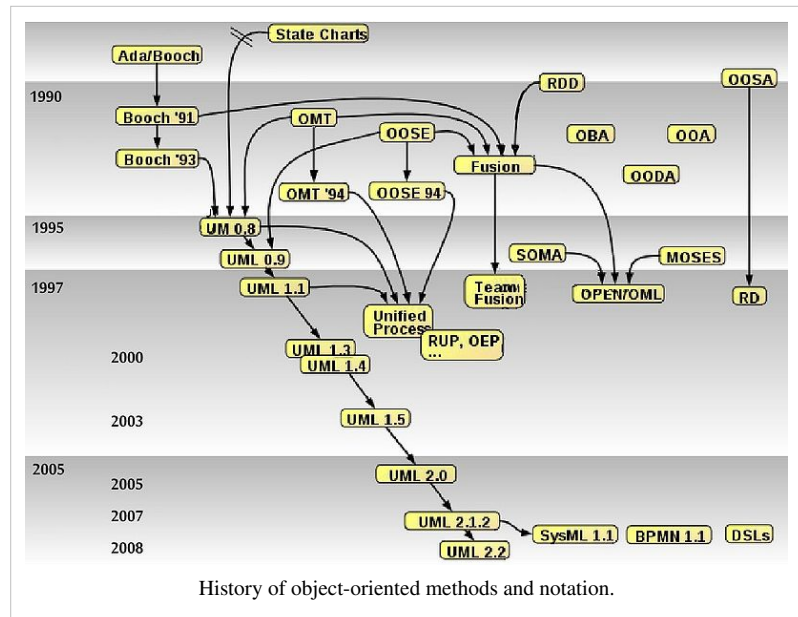 State Charts
Ada/Booch
RDD
OOSA
1990
Booch '91
OMT
OOSE
OBA
OOA
Booch '93
Fusion
OODA
OMT '94
OOSE 94
1995
UM 0.8
UML 0.9
SOMA
MOSES
1997
UML 1.1
Team
Fusion
OPEN/OML
RD
Unified
Process
RUP, OEP
...
UML 1.3
2000
UML 1.4
2003
UML 1.5
2005
UML 2.0
2005
2007
UML 2.1.2
SysML 1.1
BPMN 1.1
DSLs
2008
UML 2.2
History of object-oriented methods and notation.